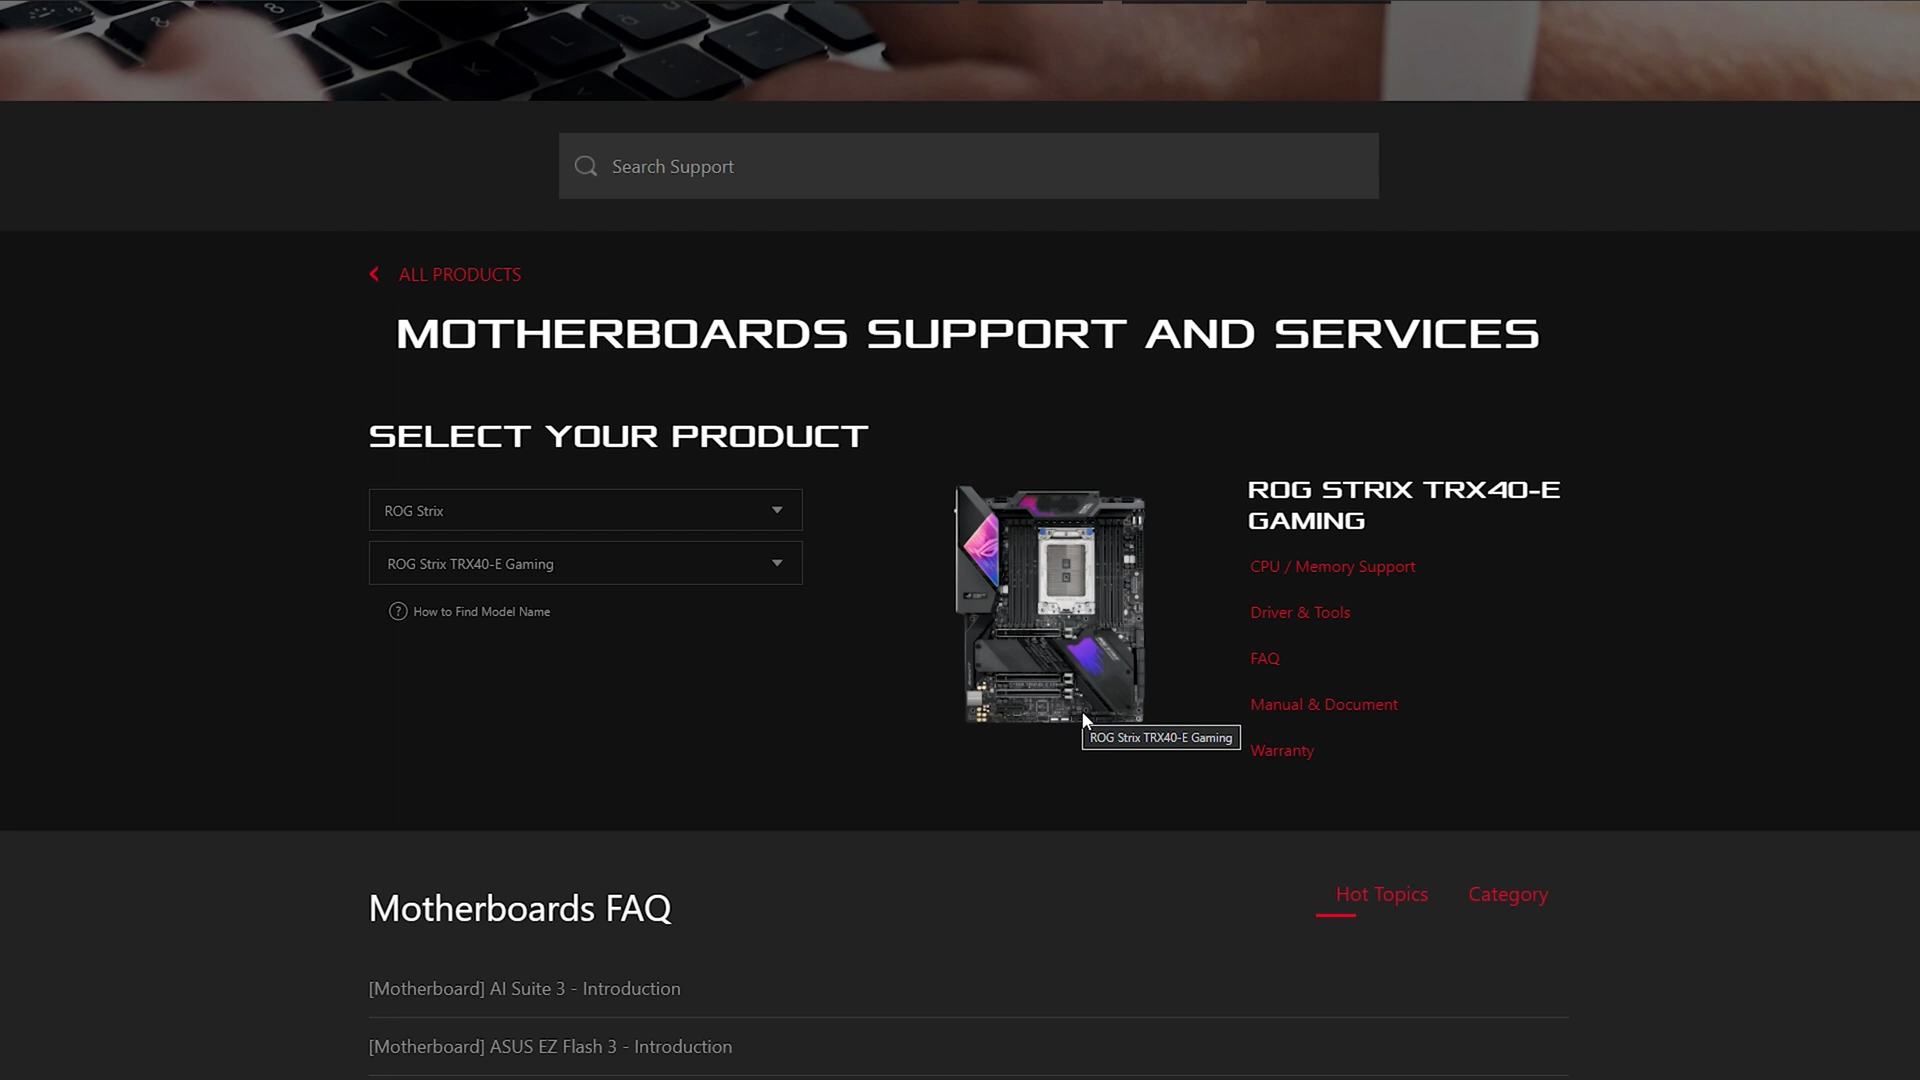 Search Support
ALL PRODUCTS
MOTHERBOARDS SUPPORT AND SERVICES
SELECT YOUR PRODUCT
ROG Strix
ROG Strix TRX40-E Gaming
? How to Find Model Name
ROG STRIX TRX40-E
GAMING
CPU / Memory Support
Driver & Tools
FAQ
Manual & Document
Warranty
ROG Strix TRX40-E Gaming
Motherboards FAQ
Hot Topics
Category
[Motherboard] AI Suite 3 - Introduction
[Motherboard] ASUS EZ Flash 3 - Introduction